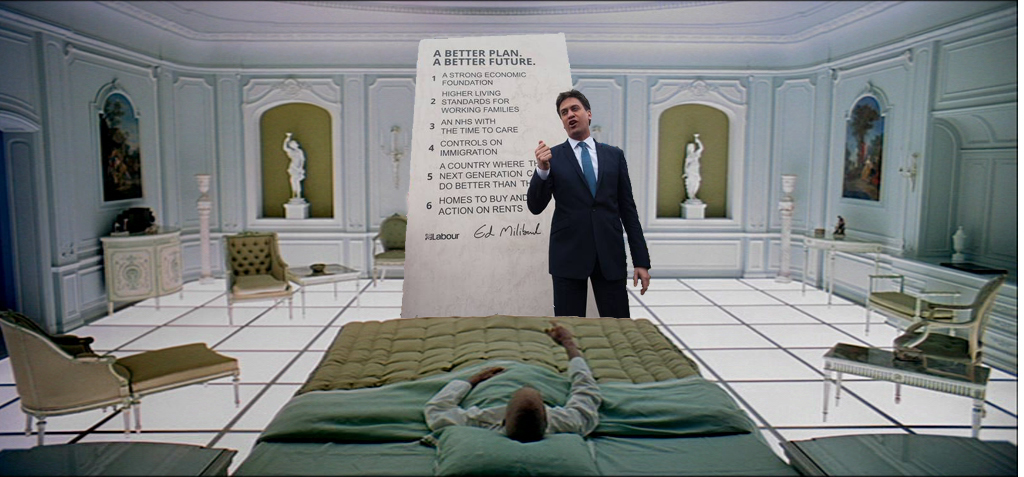 A BETTER PLAN.
A BETTER FUTURE.
1 A STRONG ECONOMIC
FOUNDATION
HIGHER LIVING
2 STANDARDS FOR
WORKING FAMILIES
3 AN NHS WITH
THE TIME TO CARE
4 CONTROLS ON
IMMIGRATION
A COUNTRY WHERE
5 NEXT GENERATION
DO BETTER THAN
6 HOMES TO BUY AND
ACTION ON RENTS
Labour Ed Miliband